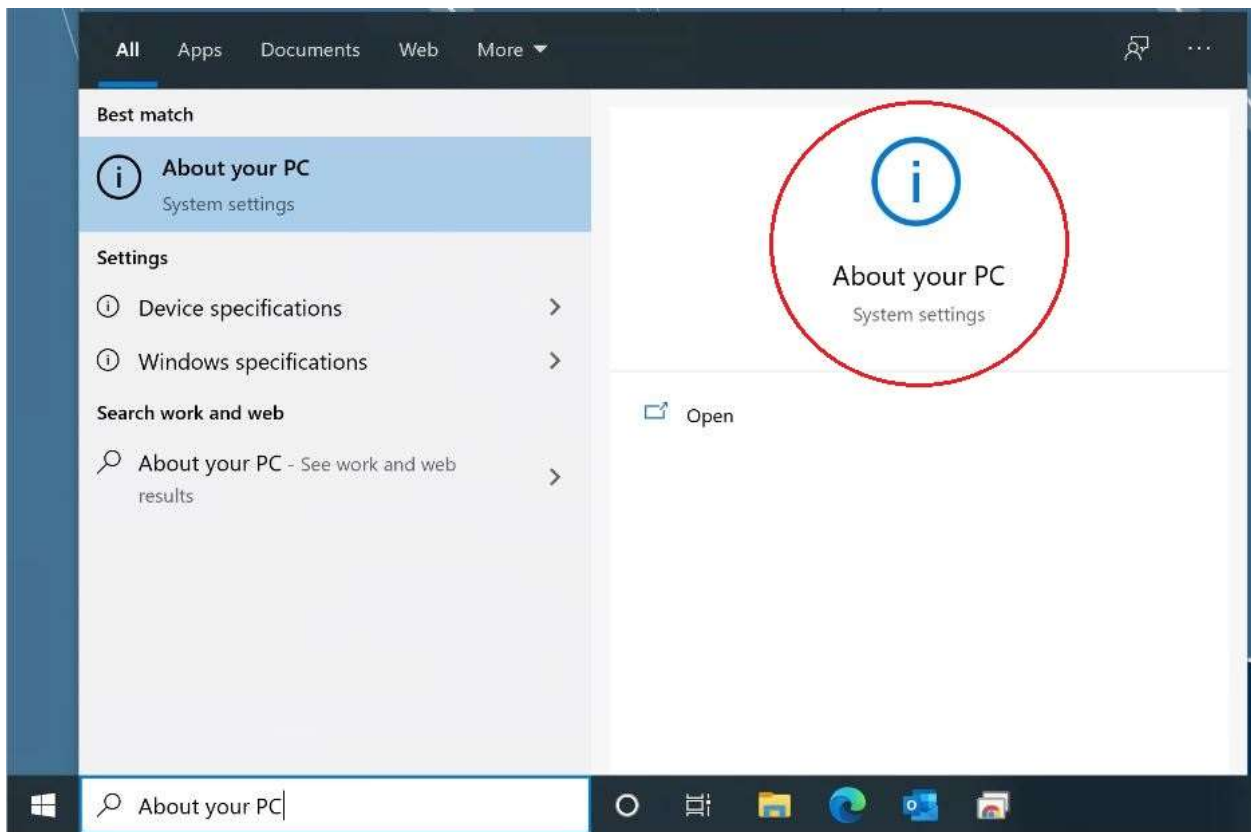 All Apps Documents Web More
Best match
About your PC
System settings
Settings
Device specifications
Windows specifications
Search work and web
About your PC - See work and web
results
About your PC
System settings
Open
About your PC